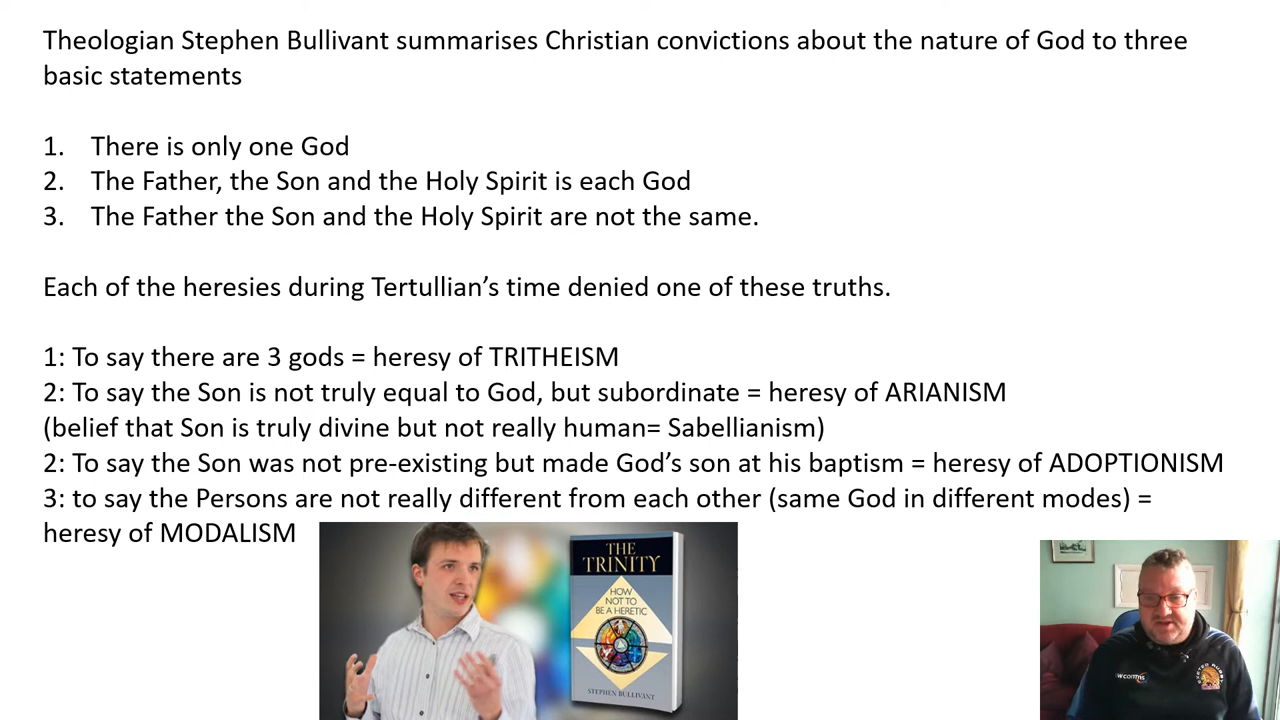 Theologian Stephen Bullivant summarises Christian convictions about the nature of God to three
basic statements
1. There is only one God
2. The Father, the Son and the Holy Spirit is each God
3. The Father the Son and the Holy Spirit are not the same.
Each of the heresies during Tertullian’s time denied one of these truths.
1: To say there are 3 gods = heresy of TRITHEISM
2: To say the Son is not truly equal to God, but subordinate = heresy of ARIANISM
(belief that Son is truly divine but not really human= Sabellianism)
2: To say the Son was not pre-existing but made God’s son at his baptism = heresy of ADOPTIONISM
3: to say the Persons are not really different from each other (same God in different modes) =
heresy of MODALISM
THE
TRINITY
HOW
NOT TO
BE A HERETIC
STEPHEN BULLIVANT